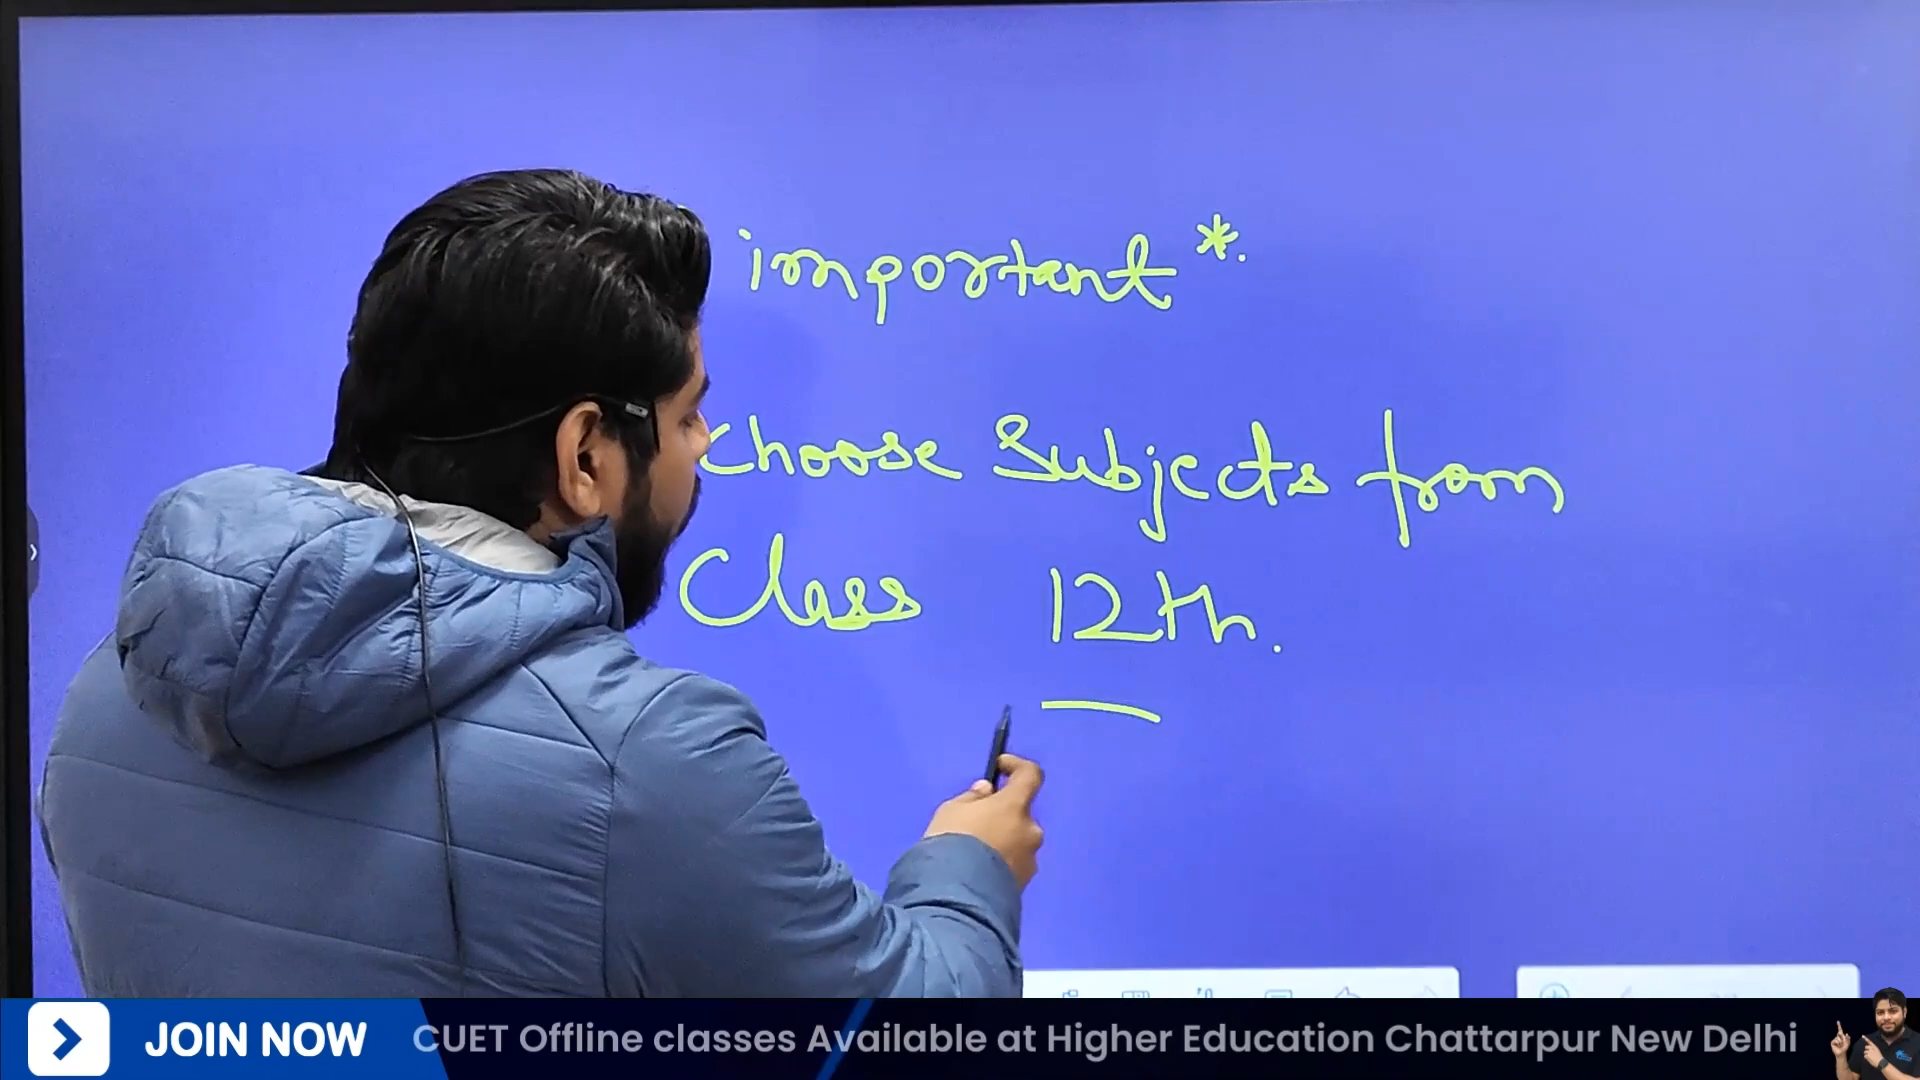 important *.
choose subjects from
Class 12th.
JOIN NOW CUET Offline classes Available at Higher Education Chattarpur New Delhi